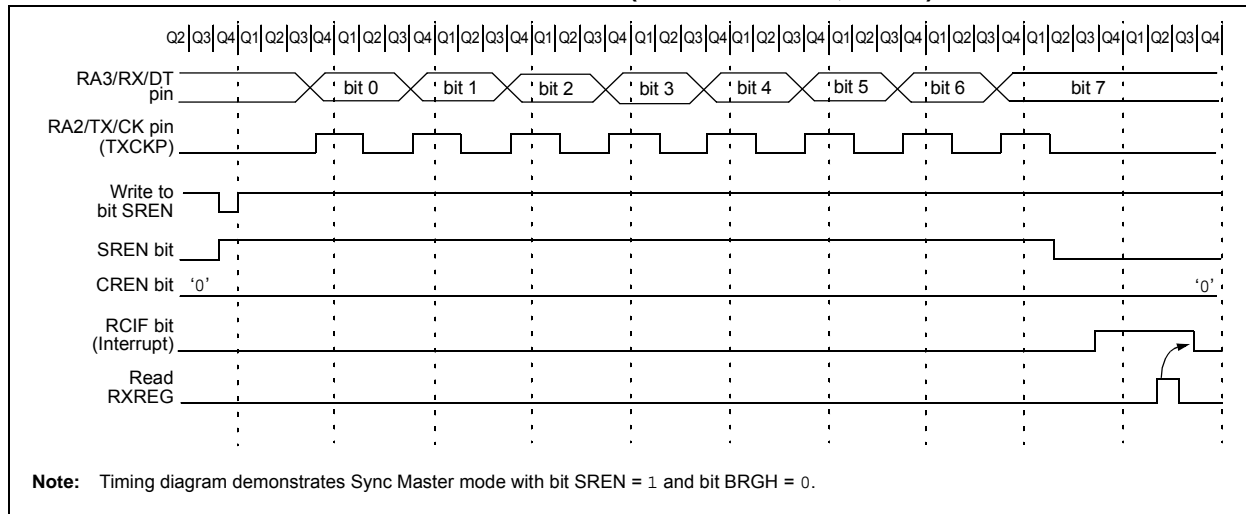 Q2 Q3 Q4 Q1 Q2 Q3 Q4 Q1 Q2 Q3 Q4 Q1 Q2 Q3 Q4 Q1 Q2 Q3 Q4 Q1 Q2 Q3 Q4 Q1 Q2 Q3 Q4 Q1 Q2 Q3 Q4 Q1 Q2 Q3 Q4 Q1 Q2 Q3 Q4 Q1 Q2 Q3 Q4
RA3/RX/DT
pin
bit 0 bit 1 bit 2 bit 3 bit 4 bit 5 bit 6 bit 7
RA2/TX/CK pin
(TXCKP)
Write to
bit SREN
SREN bit
CREN bit ‘0’ ‘0’
RCIF bit
(Interrupt)
Read
RXREG
Note: Timing diagram demonstrates Sync Master mode with bit SREN = 1 and bit BRGH = 0.